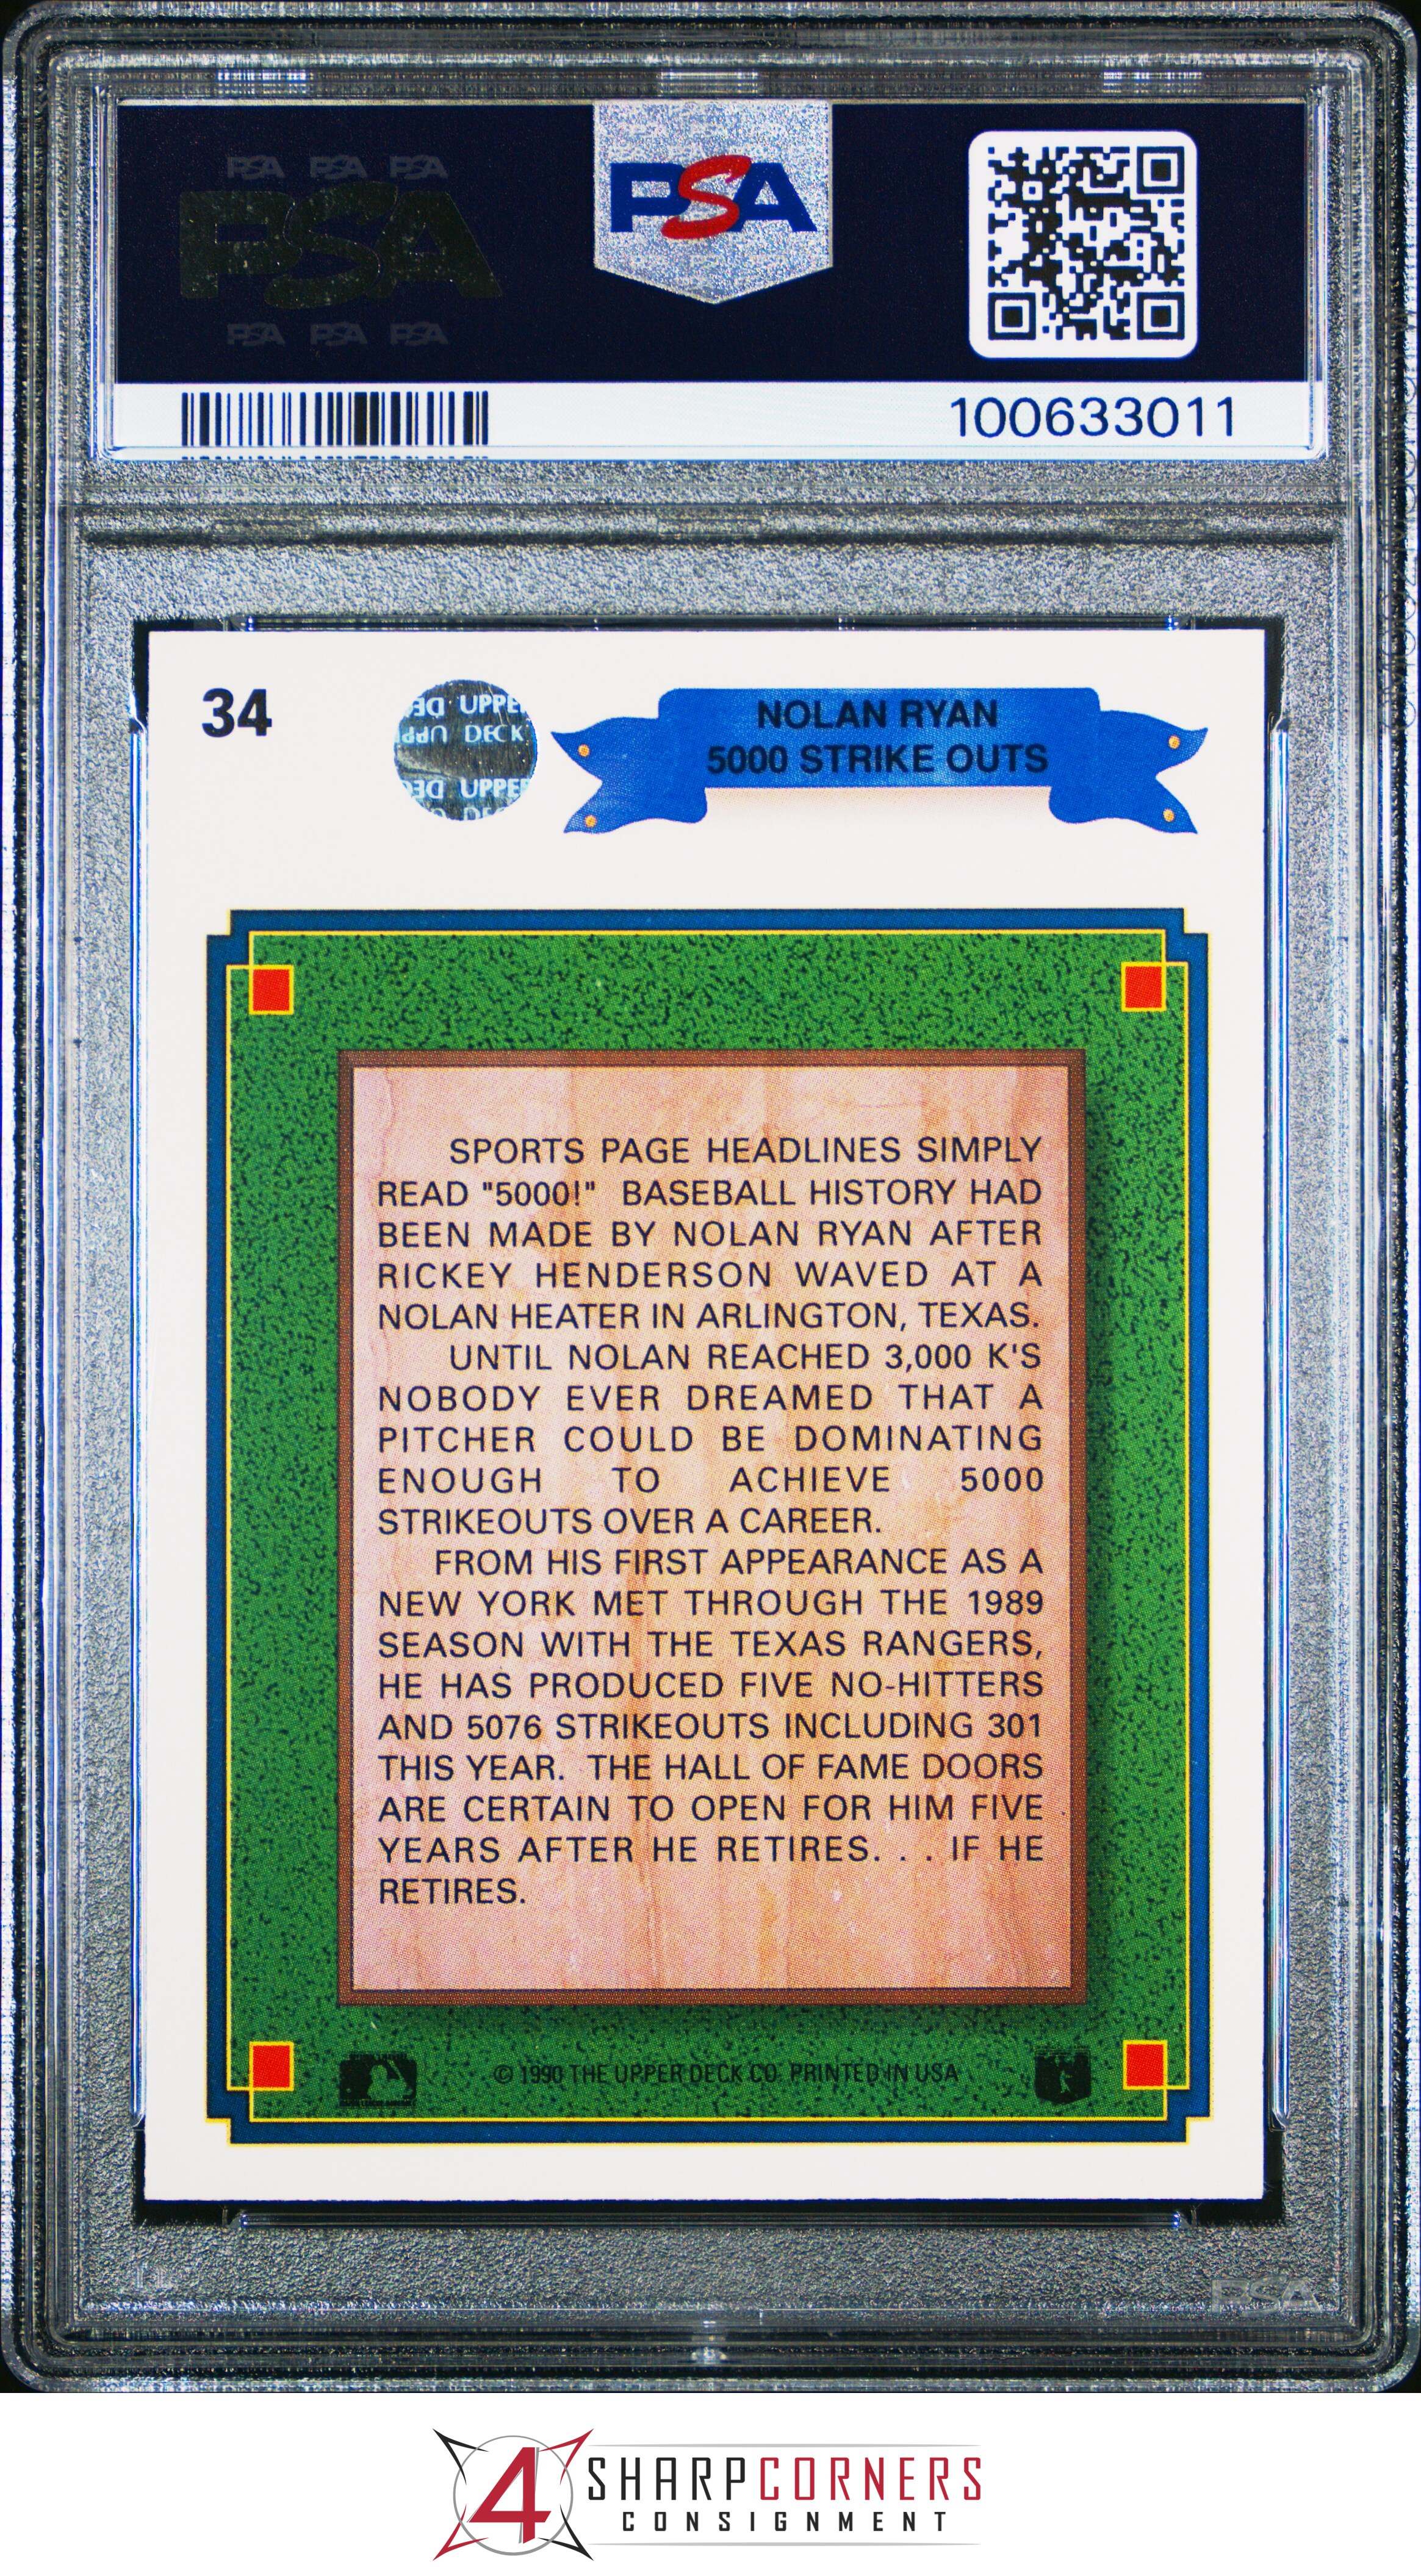 PSA PSA PSA
PSA
PSA PSA PSA
PSA
100633011
34
UPPER
DECK
UPPER
NOLAN RYAN
5000 STRIKE OUTS
SPORTS PAGE HEADLINES SIMPLY
READ "5000!" BASEBALL HISTORY HAD
BEEN MADE BY NOLAN RYAN AFTER
RICKEY HENDERSON WAVED AT A
NOLAN HEATER IN ARLINGTON, TEXAS.
UNTIL NOLAN REACHED 3,000 K'S
NOBODY EVER DREAMED THAT A
PITCHER COULD BE DOMINATING
ENOUGH TO ACHIEVE 5000
STRIKEOUTS OVER A CAREER.
FROM HIS FIRST APPEARANCE AS A
NEW YORK MET THROUGH THE 1989
SEASON WITH THE TEXAS RANGERS,
HE HAS PRODUCED FIVE NO-HITTERS
AND 5076 STRIKEOUTS INCLUDING 301
THIS YEAR. THE HALL OF FAME DOORS
ARE CERTAIN TO OPEN FOR HIM FIVE
YEARS AFTER HE RETIRES. . . IF HE
RETIRES.
© 1990 THE UPPER DECK CO. PRINTED IN USA
PSA
4 SHARPCORNERS
CONSIGNMENT